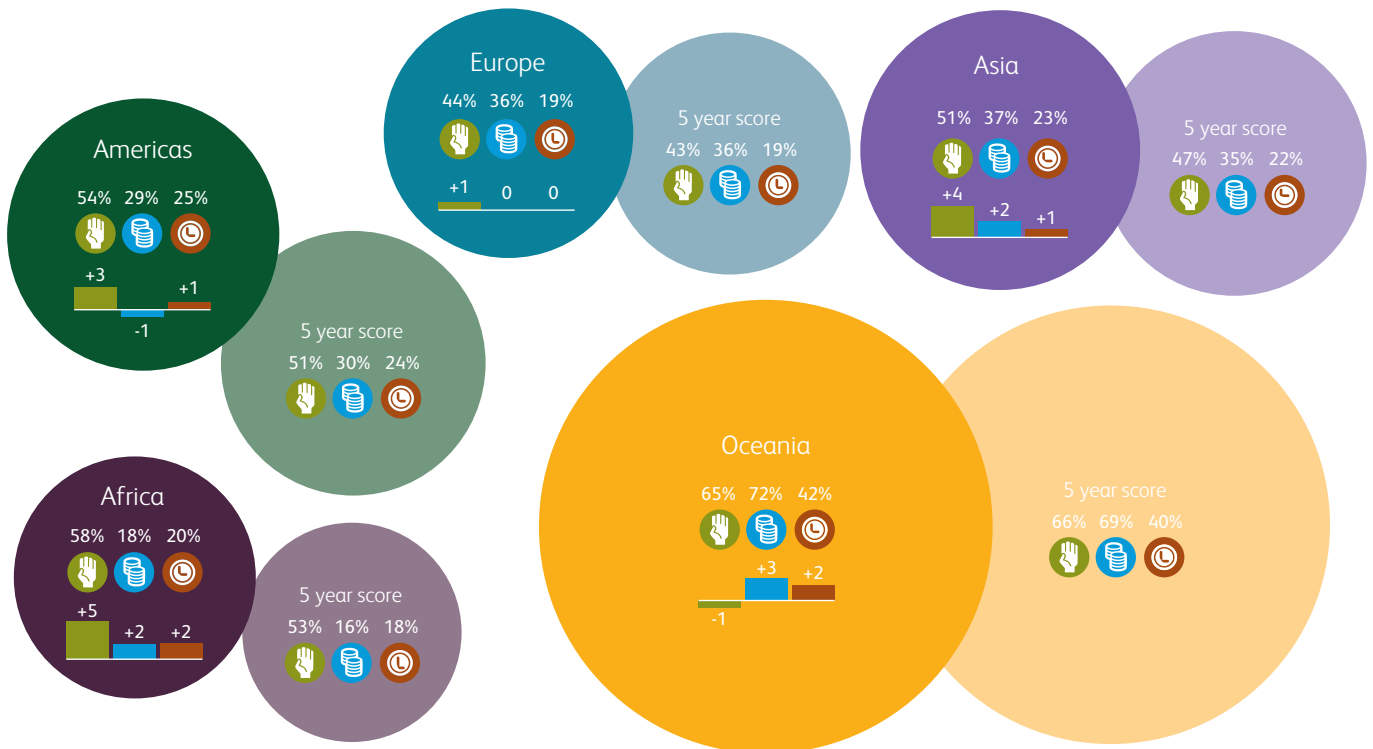 Americas
54% 29% 25%
+3
+1
-1
5 year score
51% 30% 24%
Europe
44% 36% 19%
+1 0 0
5 year score
43% 36% 19%
Asia
51% 37% 23%
+4
+2
+1
5 year score
47% 35% 22%
Africa
58% 18% 20%
+5
+2 +2
5 year score
53% 16% 18%
Oceania
65% 72% 42%
+3
+2
-1
5 year score
66% 69% 40%